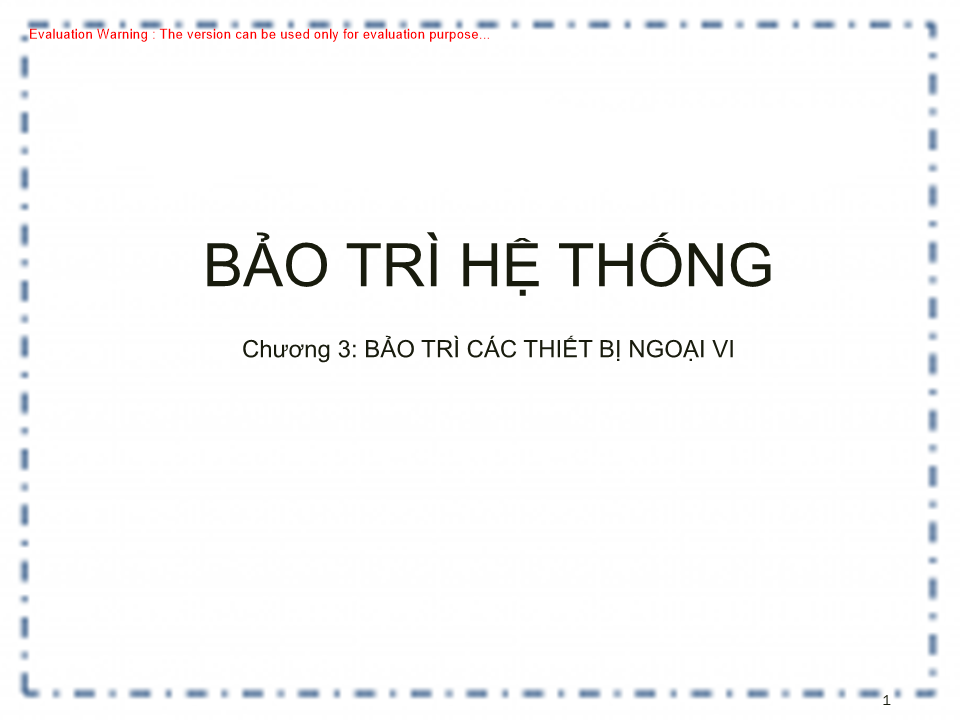 Evaluation Warning : The version can be used only for evaluation purpose...
BẢO TRÌ HỆ THỐNG
Chương 3: BẢO TRÌ CÁC THIẾT BỊ NGOẠI VI
1